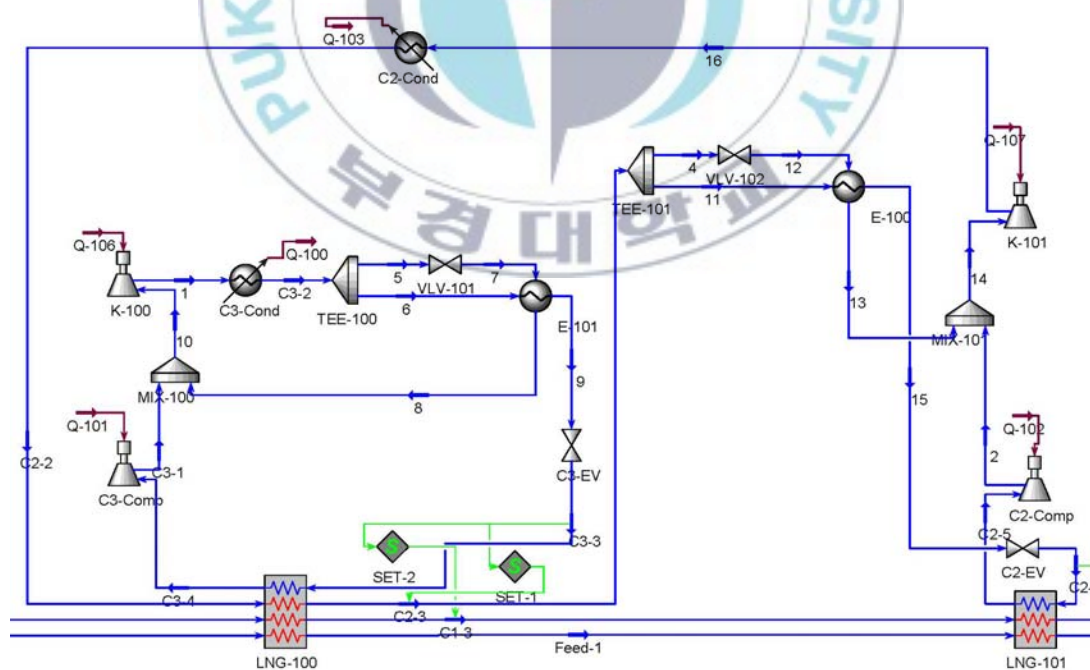 PUK
SITY
부경대학교
Q-103
C2-Cond
16
Q-107
K-101
4
VLV-102
12
TEE-101
11
E-100
Q-106
K-100
1
Q-100
C3-Cond
C3-2
5
VLV-101
7
TEE-100
6
E-101
10
MIX-100
8
9
13
14
MIX-10
15
Q-101
C3-1
C3-Comp
C2-2
C3-EV
C3-3
SET-2
SET-1
Q-102
2
C2-Comp
C2-5
C2-EV
C2-
C3-4
C2-3
C1-3
LNG-100
Feed-1
LNG-101